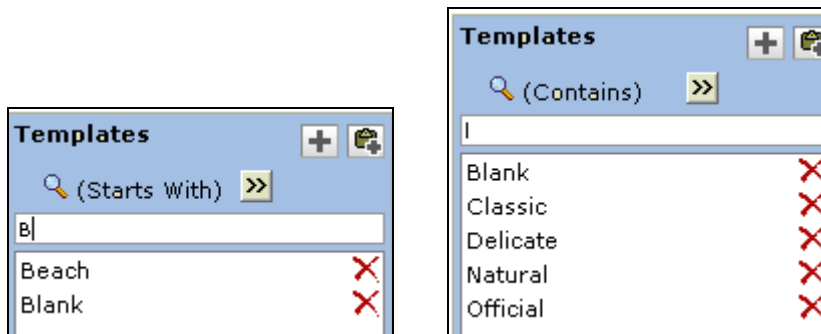 Templates
(Starts With) >>
B
Beach
Blank
Templates
(Contains) >>
l
Blank
Classic
Delicate
Natural
Official